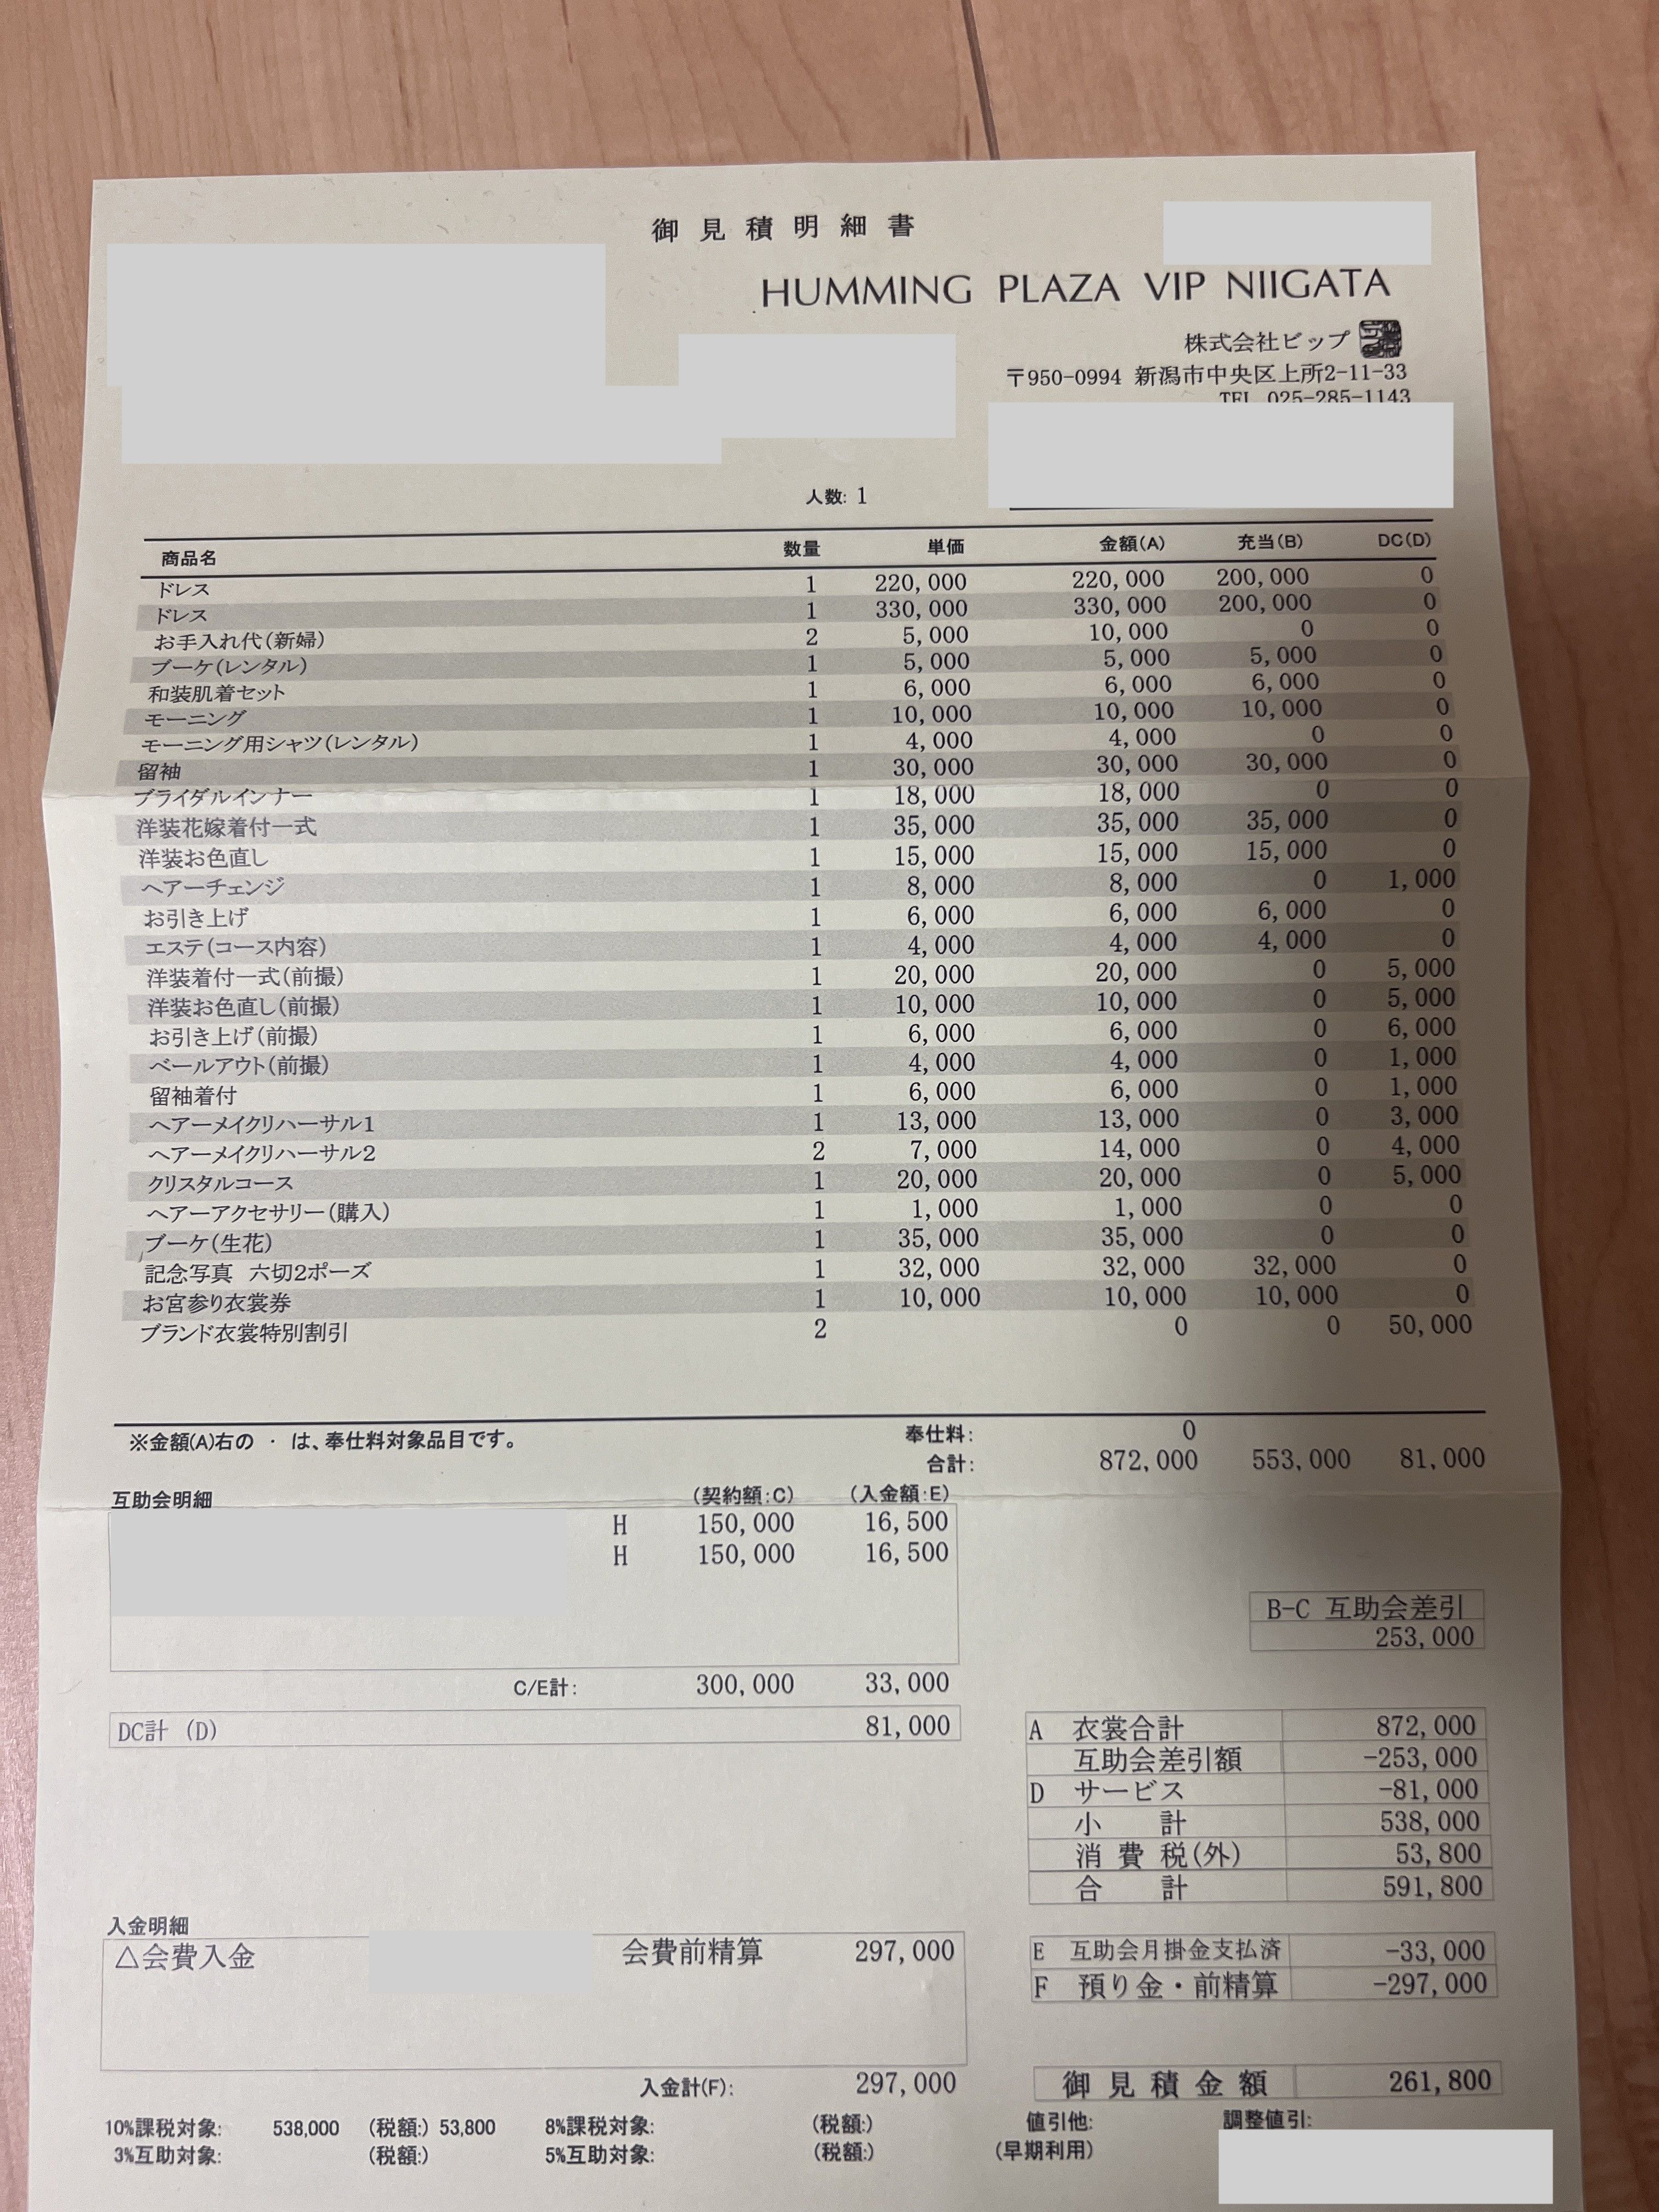 御見積明細書
HUMMING PLAZA VIP NIIGATA
株式会社ビップ
〒950-0994 新潟市中央区上所2-11-33
TEL 025-285-1143
人数: 1
商品名 数量 単価 金額(A) 充当(B) DC(D)
ドレス 1 220,000 220,000 200,000 0
ドレス 1 330,000 330,000 200,000 0
お手入れ代(新婦) 2 5,000 10,000 0 0
ブーケ(レンタル) 1 5,000 5,000 5,000 0
和装肌着セット 1 6,000 6,000 6,000 0
モーニング 1 10,000 10,000 10,000 0
モーニング用シャツ(レンタル) 1 4,000 4,000 0 0
留袖 1 30,000 30,000 30,000 0
ブライダルインナー 1 18,000 18,000 0 0
洋装花嫁着付一式 1 35,000 35,000 35,000 0
洋装お色直し 1 15,000 15,000 15,000 0
ヘアーチェンジ 1 8,000 8,000 0 1,000
お引き上げ 1 6,000 6,000 6,000 0
エステ(コース内容) 1 4,000 4,000 4,000 0
洋装着付一式(前撮) 1 20,000 20,000 0 5,000
洋装お色直し(前撮) 1 10,000 10,000 0 5,000
お引き上げ(前撮) 1 6,000 6,000 0 6,000
ベールアウト(前撮) 1 4,000 4,000 0 1,000
留袖着付 1 6,000 6,000 0 1,000
ヘアーメイクリハーサル1 1 13,000 13,000 0 3,000
ヘアーメイクリハーサル2 2 7,000 14,000 0 4,000
クリスタルコース 1 20,000 20,000 0 5,000
ヘアーアクセサリー(購入) 1 1,000 1,000 0 0
ブーケ(生花) 1 35,000 35,000 0 0
記念写真 六切2ポーズ 1 32,000 32,000 32,000 0
お宮参り衣裳券 1 10,000 10,000 10,000 0
ブランド衣裳特別割引 2 0 0 50,000
※金額(A)右の ・ は、奉仕料対象品目です。 奉仕料: 0
合計: 872,000 553,000 81,000
互助会明細 (契約額:C) (入金額:E)
H 150,000 16,500
H 150,000 16,500
B-C 互助会差引
253,000
C/E計: 300,000 33,000
DC計 (D) 81,000
A 衣裳合計 872,000
互助会差引額 -253,000
D サービス -81,000
小計 538,000
消費税(外) 53,800
合計 591,800
入金明細
△会費入金 会費前精算 297,000
E 互助会月掛金支払済 -33,000
F 預り金・前精算 -297,000
入金計(F): 297,000
御見積金額 261,800
10%課税対象: 538,000 (税額:) 53,800 8%課税対象: (税額:) 値引他: 調整値引:
3%互助対象: (税額:) 5%互助対象: (税額:) (早期利用)